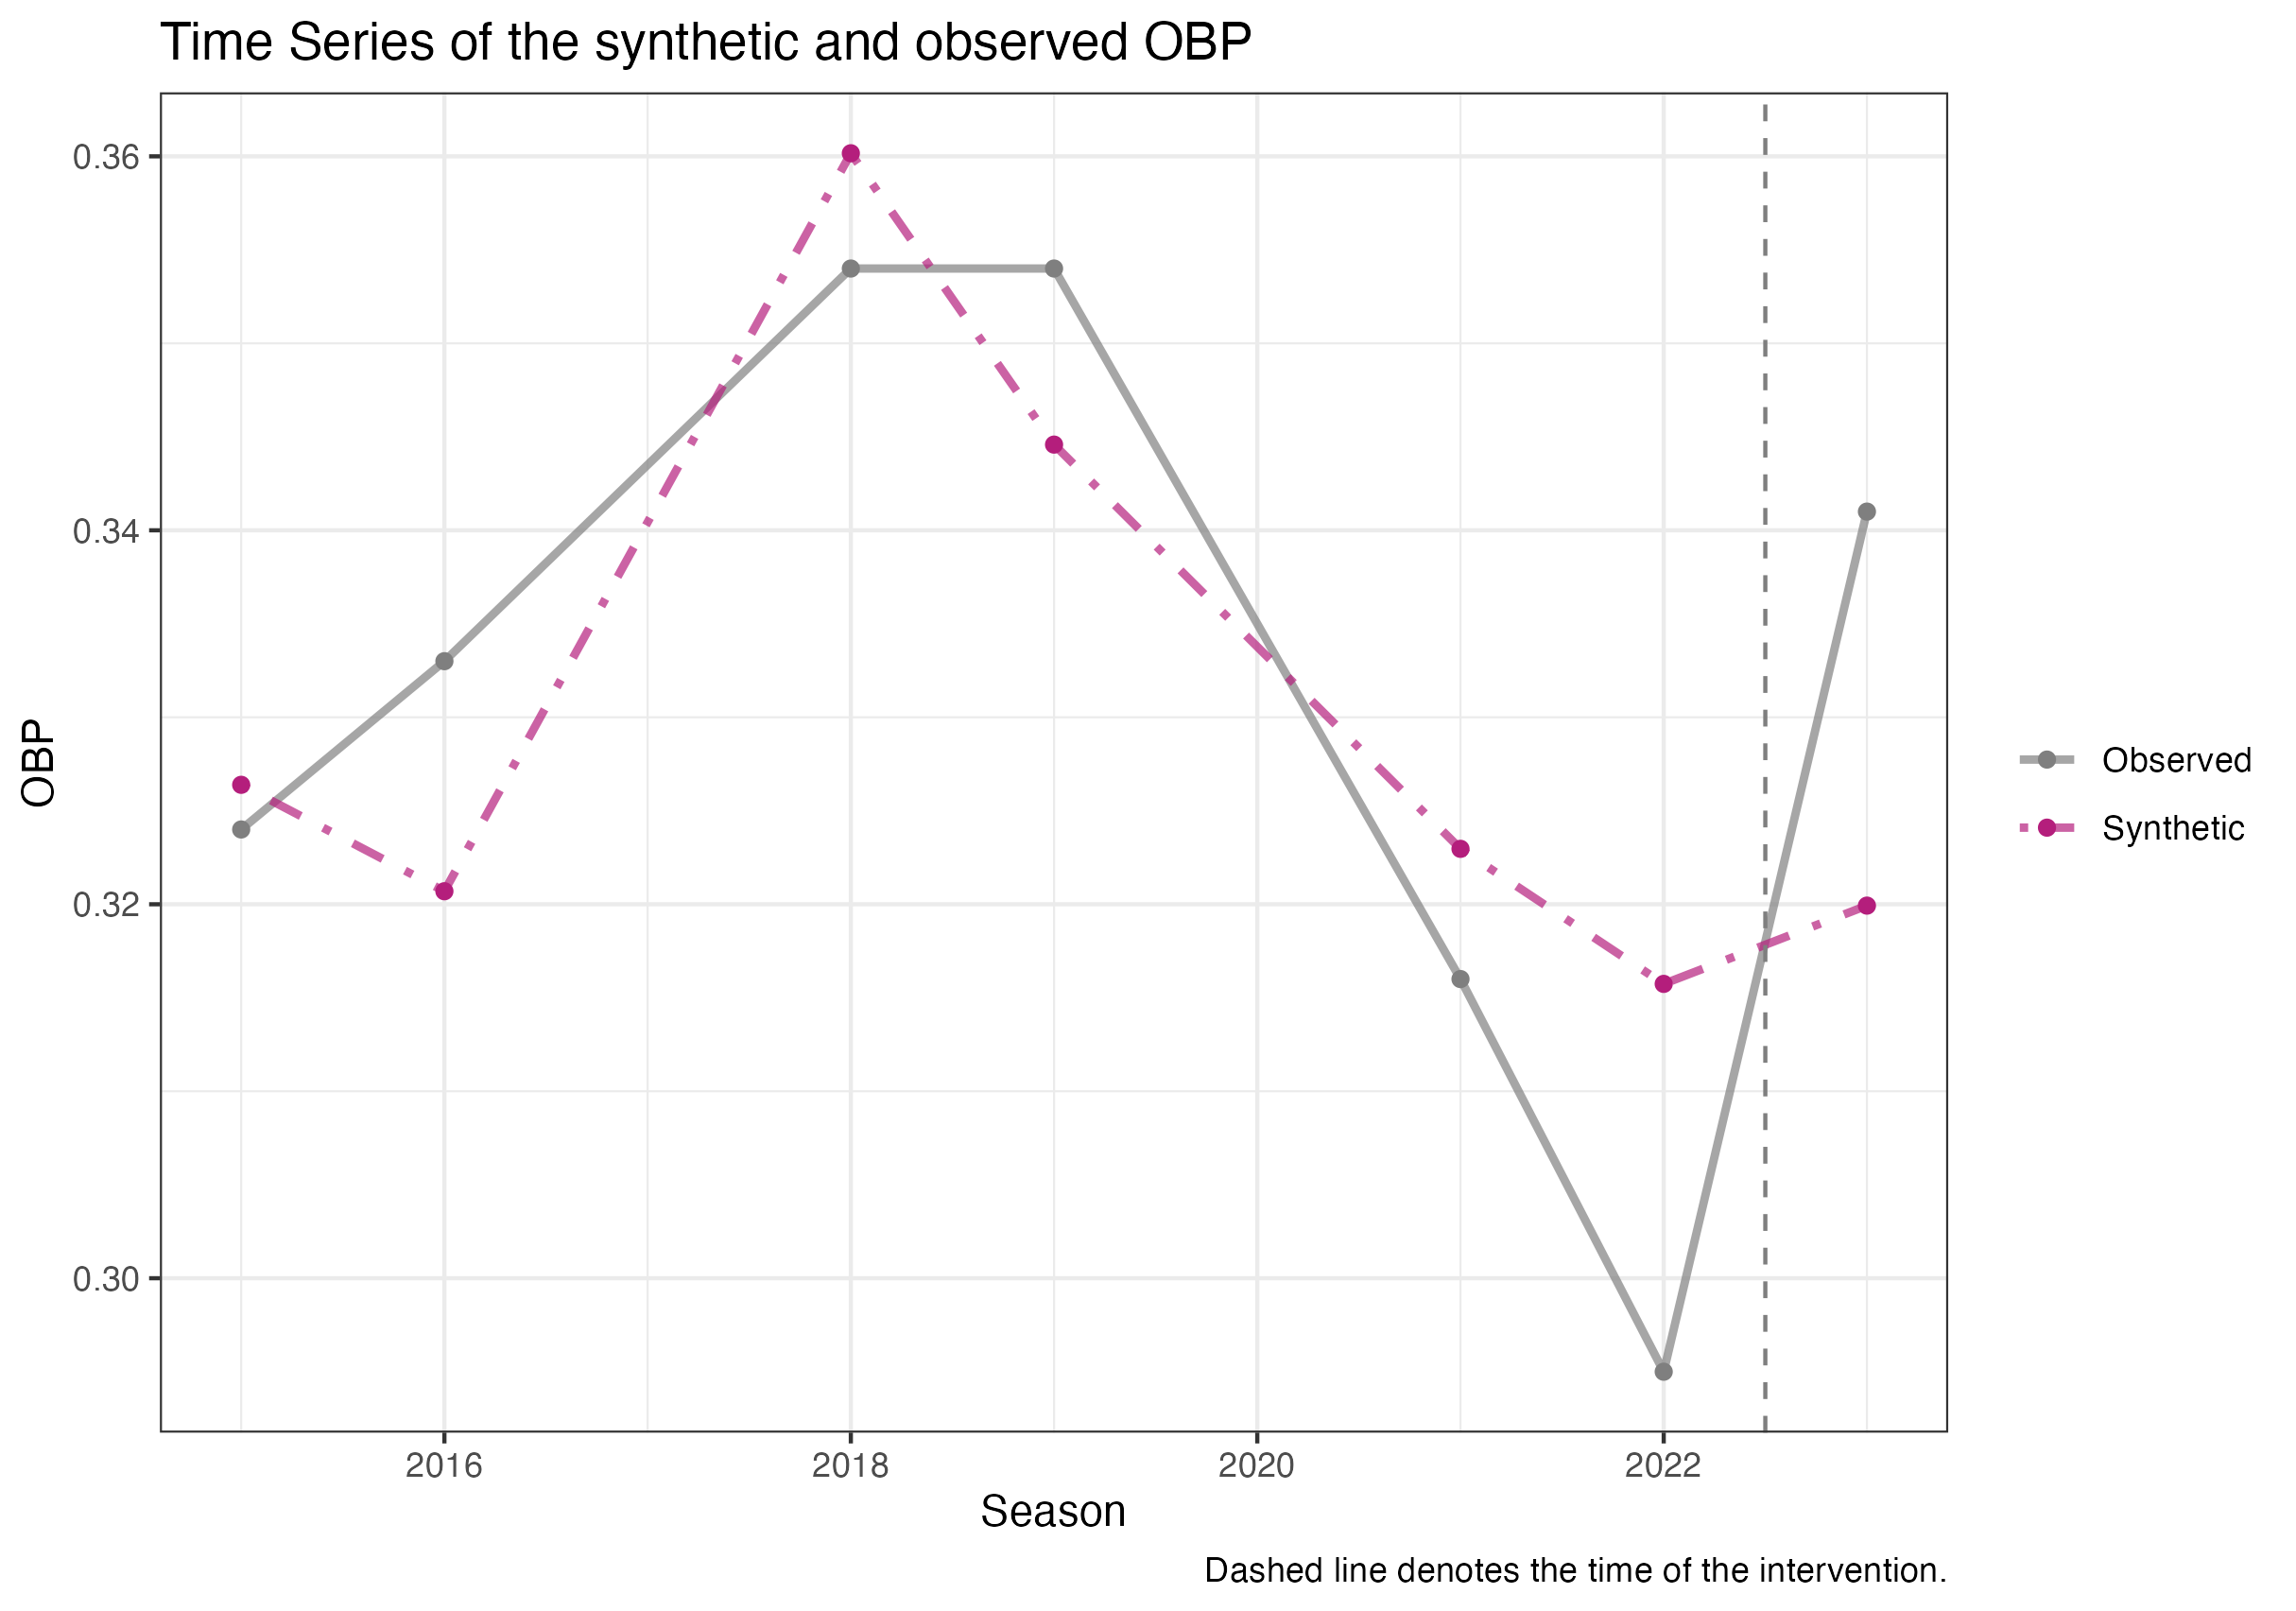 Time Series of the synthetic and observed OBP
0.36
0.34
0.32
0.30
OBP
Observed
Synthetic
2016 2018 2020 2022
Season
Dashed line denotes the time of the intervention.